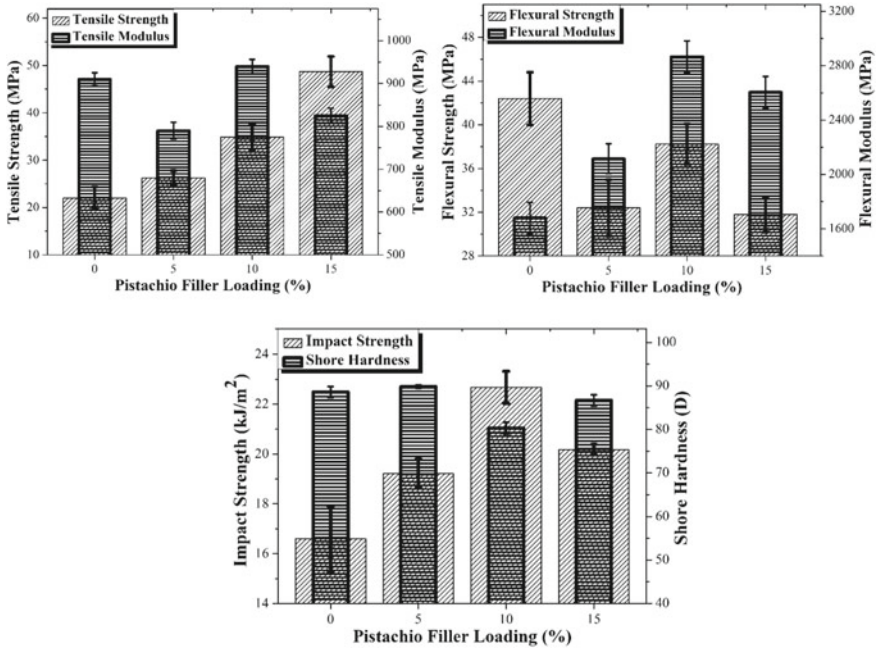 Tensile Strength
Tensile Modulus
Tensile Strength (MPa)
60
50
40
30
20
10
Tensile Modulus (MPa)
1000
900
800
700
600
500
0 5 10 15
Pistachio Filler Loading (%)
Flexural Strength
Flexural Modulus
Flexural Strength (MPa)
48
44
40
36
32
28
Flexural Modulus (MPa)
3200
2800
2400
2000
1600
0 5 10 15
Pistachio Filler Loading (%)
Impact Strength
Shore Hardness
Impact Strength (kJ/m²)
24
22
20
18
16
14
Shore Hardness (D)
100
90
80
70
60
50
40
0 5 10 15
Pistachio Filler Loading (%)